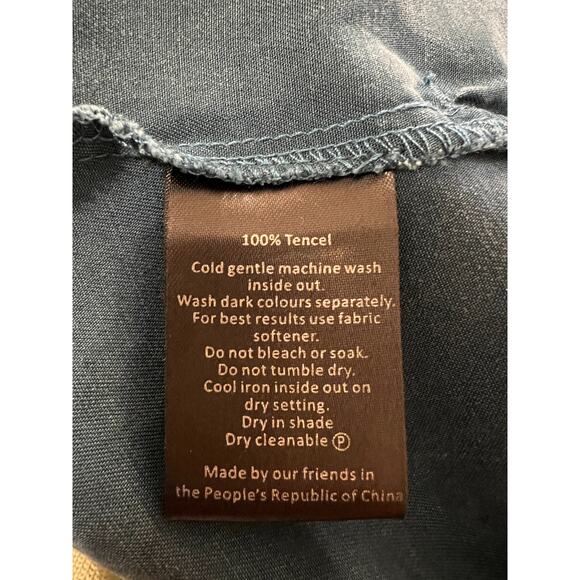 100% Tencel
Cold gentle machine wash
inside out.
Wash dark colours separately.
For best results use fabric
softener.
Do not bleach or soak.
Do not tumble dry.
Cool iron inside out on
dry setting.
Dry in shade
Dry cleanable Ⓟ
Made by our friends in
the People's Republic of China